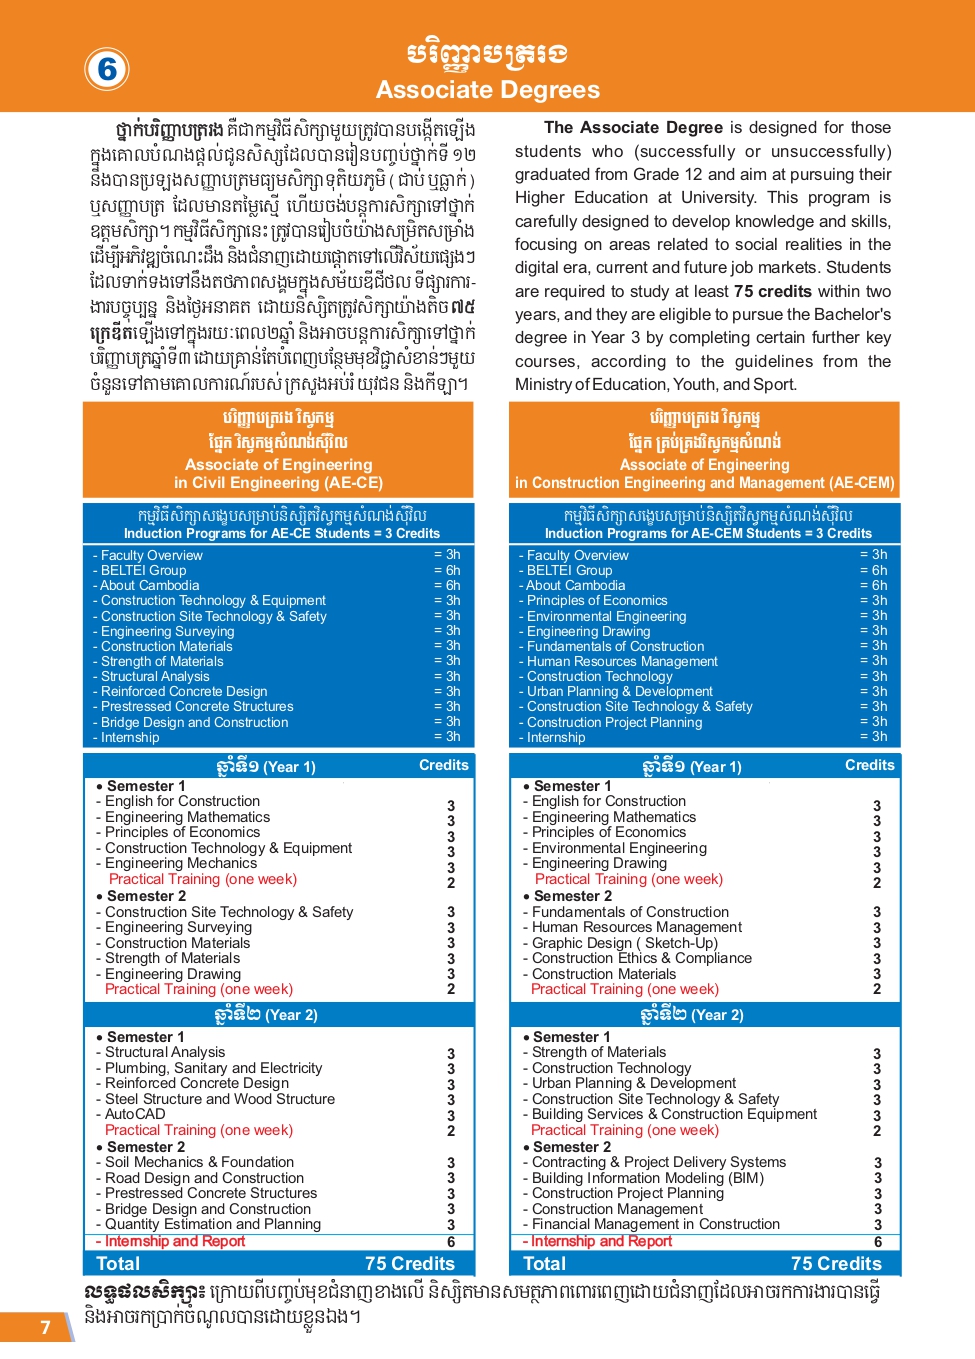 6
បរិញ្ញាបត្ររង
Associate Degrees
ថ្នាក់បរិញ្ញាបត្ររង គឺជាកម្មវិធីសិក្សាមួយត្រូវបានបង្កើតឡើង
ក្នុងគោលបំណងផ្តល់ជូនសិស្សដែលបានរៀនបញ្ចប់ថ្នាក់ទី ១២
និងបានប្រឡងសញ្ញាបត្រមធ្យមសិក្សាទុតិយភូមិ (ជាប់ ឬធ្លាក់)
ឬសញ្ញាបត្រ ដែលមានតម្លៃស្មើ ហើយចង់បន្តការសិក្សាទៅថ្នាក់
ឧត្តមសិក្សា។ កម្មវិធីសិក្សានេះ ត្រូវបានរៀបចំយ៉ាងសម្រិតសម្រាំង
ដើម្បីអភិវឌ្ឍចំណេះដឹង និងជំនាញដោយផ្តោតទៅលើវិស័យផ្សេងៗ
ដែលទាក់ទងទៅនឹងតថភាពសង្គមក្នុងសម័យឌីជីថល ទីផ្សារការ-
ងារបច្ចុប្បន្ន និងថ្ងៃអនាគត ដោយនិស្សិតត្រូវសិក្សាយ៉ាងតិច ៧៥
ក្រេឌីតឡើងទៅក្នុងរយៈពេល២ឆ្នាំ និងអាចបន្តការសិក្សាទៅថ្នាក់
បរិញ្ញាបត្រឆ្នាំទី៣ ដោយគ្រាន់តែបំពេញបន្ថែមមុខវិជ្ជាសំខាន់ៗមួយ
ចំនួនទៅតាមគោលការណ៍របស់ ក្រសួងអប់រំ យុវជន និងកីឡា។
The Associate Degree is designed for those
students who (successfully or unsuccessfully)
graduated from Grade 12 and aim at pursuing their
Higher Education at University. This program is
carefully designed to develop knowledge and skills,
focusing on areas related to social realities in the
digital era, current and future job markets. Students
are required to study at least 75 credits within two
years, and they are eligible to pursue the Bachelor's
degree in Year 3 by completing certain further key
courses, according to the guidelines from the
Ministry of Education, Youth, and Sport.
បរិញ្ញាបត្ររង វិស្វកម្ម
ផ្នែក វិស្វកម្មសំណង់ស៊ីវិល
Associate of Engineering
in Civil Engineering (AE-CE)
កម្មវិធីសិក្សាសង្ខេបសម្រាប់និស្សិតវិស្វកម្មសំណង់ស៊ីវិល
Induction Programs for AE-CE Students = 3 Credits
- Faculty Overview = 3h
- BELTEI Group = 6h
- About Cambodia = 6h
- Construction Technology & Equipment = 3h
- Construction Site Technology & Safety = 3h
- Engineering Surveying = 3h
- Construction Materials = 3h
- Strength of Materials = 3h
- Structural Analysis = 3h
- Reinforced Concrete Design = 3h
- Prestressed Concrete Structures = 3h
- Bridge Design and Construction = 3h
- Internship = 3h
ឆ្នាំទី១ (Year 1) Credits
• Semester 1
- English for Construction 3
- Engineering Mathematics 3
- Principles of Economics 3
- Construction Technology & Equipment 3
- Engineering Mechanics 3
Practical Training (one week) 2
• Semester 2
- Construction Site Technology & Safety 3
- Engineering Surveying 3
- Construction Materials 3
- Strength of Materials 3
- Engineering Drawing 3
Practical Training (one week) 2
ឆ្នាំទី២ (Year 2)
• Semester 1
- Structural Analysis 3
- Plumbing, Sanitary and Electricity 3
- Reinforced Concrete Design 3
- Steel Structure and Wood Structure 3
- AutoCAD 3
Practical Training (one week) 2
• Semester 2
- Soil Mechanics & Foundation 3
- Road Design and Construction 3
- Prestressed Concrete Structures 3
- Bridge Design and Construction 3
- Quantity Estimation and Planning 3
- Internship and Report 6
Total 75 Credits
បរិញ្ញាបត្ររង វិស្វកម្ម
ផ្នែក គ្រប់គ្រងវិស្វកម្មសំណង់
Associate of Engineering
in Construction Engineering and Management (AE-CEM)
កម្មវិធីសិក្សាសង្ខេបសម្រាប់និស្សិតវិស្វកម្មសំណង់ស៊ីវិល
Induction Programs for AE-CEM Students = 3 Credits
- Faculty Overview = 3h
- BELTEI Group = 6h
- About Cambodia = 6h
- Principles of Economics = 3h
- Environmental Engineering = 3h
- Engineering Drawing = 3h
- Fundamentals of Construction = 3h
- Human Resources Management = 3h
- Construction Technology = 3h
- Urban Planning & Development = 3h
- Construction Site Technology & Safety = 3h
- Construction Project Planning = 3h
- Internship = 3h
ឆ្នាំទី១ (Year 1) Credits
• Semester 1
- English for Construction 3
- Engineering Mathematics 3
- Principles of Economics 3
- Environmental Engineering 3
- Engineering Drawing 3
Practical Training (one week) 2
• Semester 2
- Fundamentals of Construction 3
- Human Resources Management 3
- Graphic Design ( Sketch-Up) 3
- Construction Ethics & Compliance 3
- Construction Materials 3
Practical Training (one week) 2
ឆ្នាំទី២ (Year 2)
• Semester 1
- Strength of Materials 3
- Construction Technology 3
- Urban Planning & Development 3
- Construction Site Technology & Safety 3
- Building Services & Construction Equipment 3
Practical Training (one week) 2
• Semester 2
- Contracting & Project Delivery Systems 3
- Building Information Modeling (BIM) 3
- Construction Project Planning 3
- Construction Management 3
- Financial Management in Construction 3
- Internship and Report 6
Total 75 Credits
លទ្ធផលសិក្សា៖ ក្រោយពីបញ្ចប់មុខជំនាញខាងលើ និស្សិតមានសមត្ថភាពពោរពេញដោយជំនាញដែលអាចរកការងារបានធ្វើ
និងអាចរកប្រាក់ចំណូលបានដោយខ្លួនឯង។
7